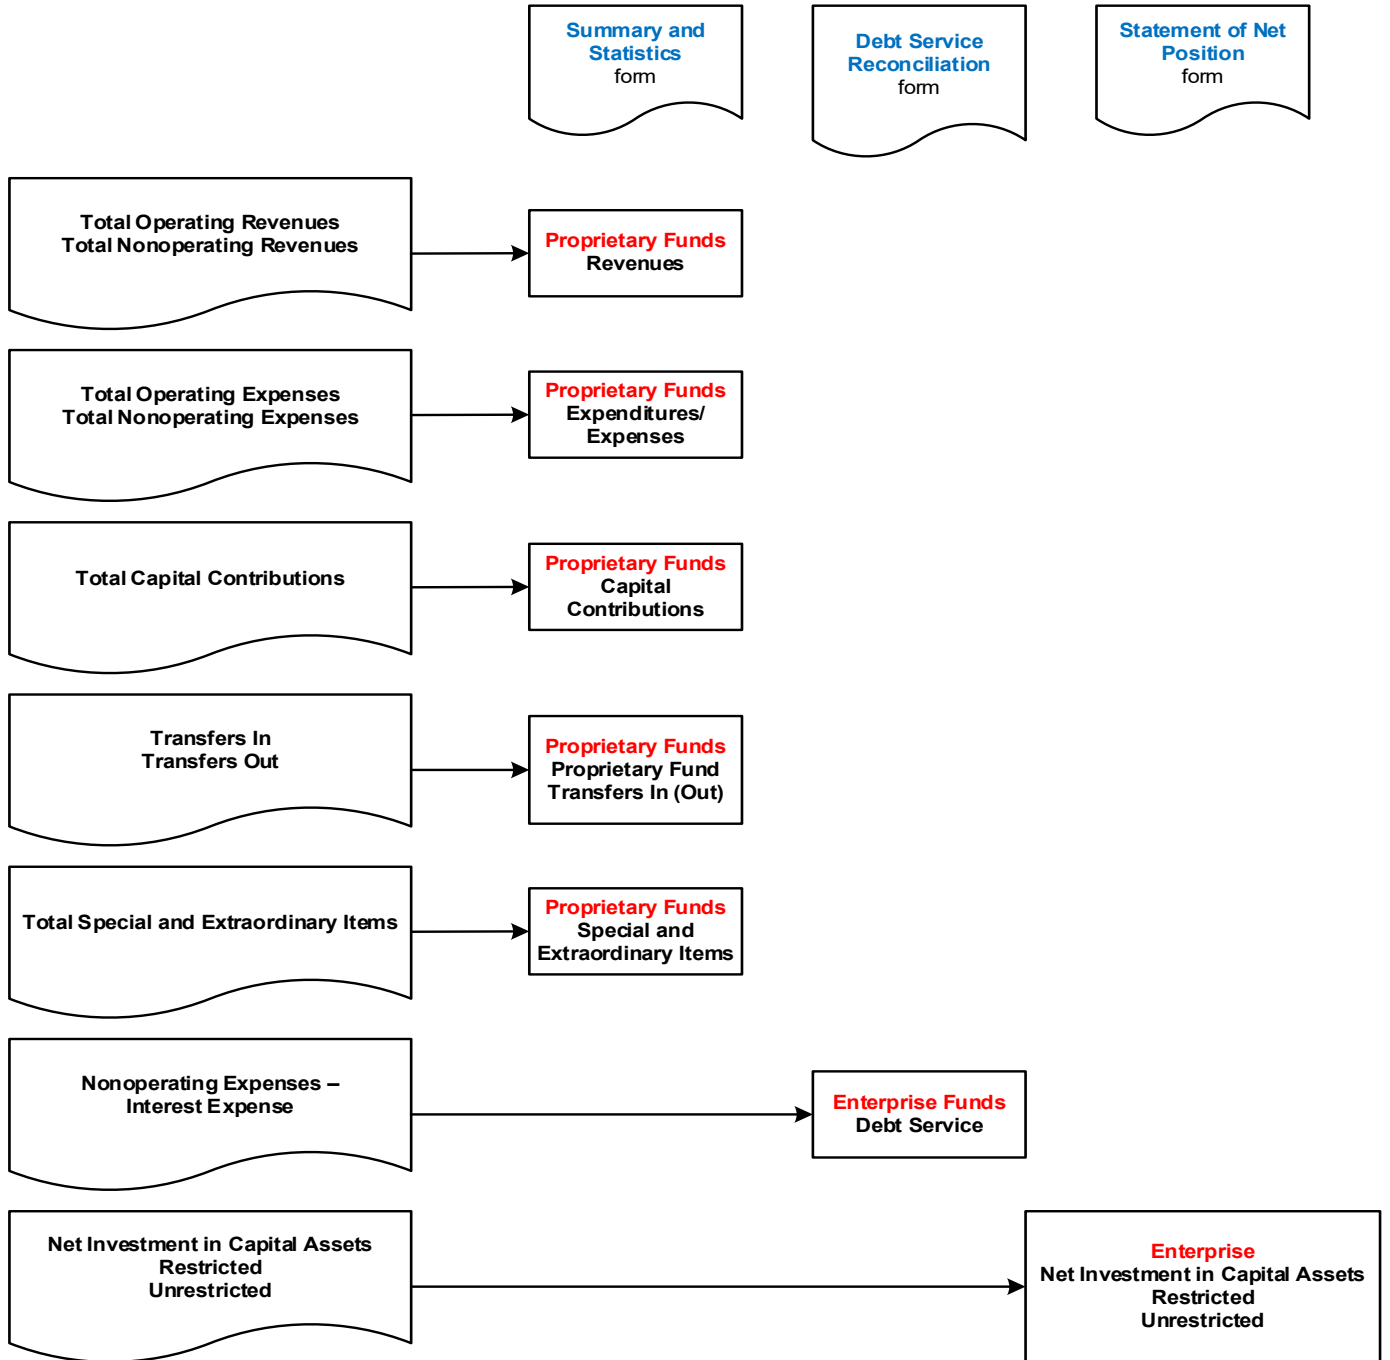 Summary and
Statistics
form
Debt Service
Reconciliation
form
Statement of Net
Position
form
Total Operating Revenues
Total Nonoperating Revenues
Proprietary Funds
Revenues
Total Operating Expenses
Total Nonoperating Expenses
Proprietary Funds
Expenditures/
Expenses
Total Capital Contributions
Proprietary Funds
Capital
Contributions
Transfers In
Transfers Out
Proprietary Funds
Proprietary Fund
Transfers In (Out)
Total Special and Extraordinary Items
Proprietary Funds
Special and
Extraordinary Items
Nonoperating Expenses –
Interest Expense
Enterprise Funds
Debt Service
Net Investment in Capital Assets
Restricted
Unrestricted
Enterprise
Net Investment in Capital Assets
Restricted
Unrestricted